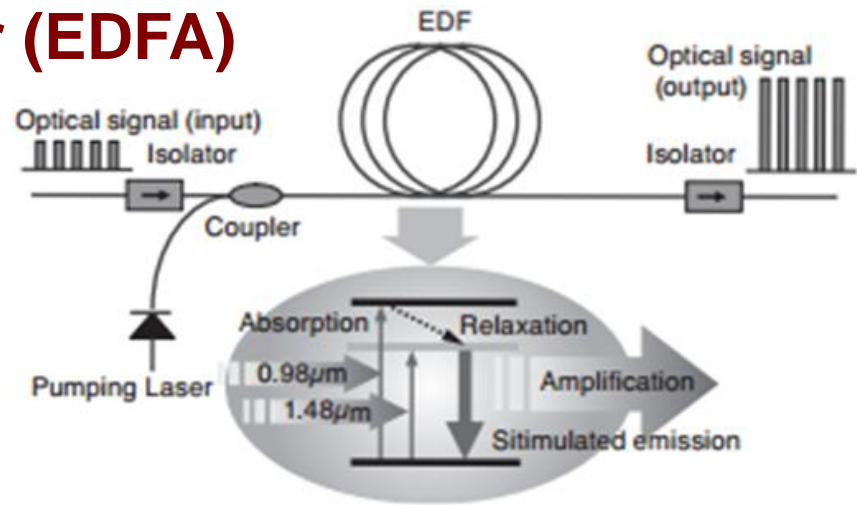 (EDFA)
EDF
Optical signal
(output)
Optical signal (input)
Isolator
Isolator
Coupler
Pumping Laser
Absorption
Relaxation
0.98μm
1.48μm
Amplification
Sitimulated emission